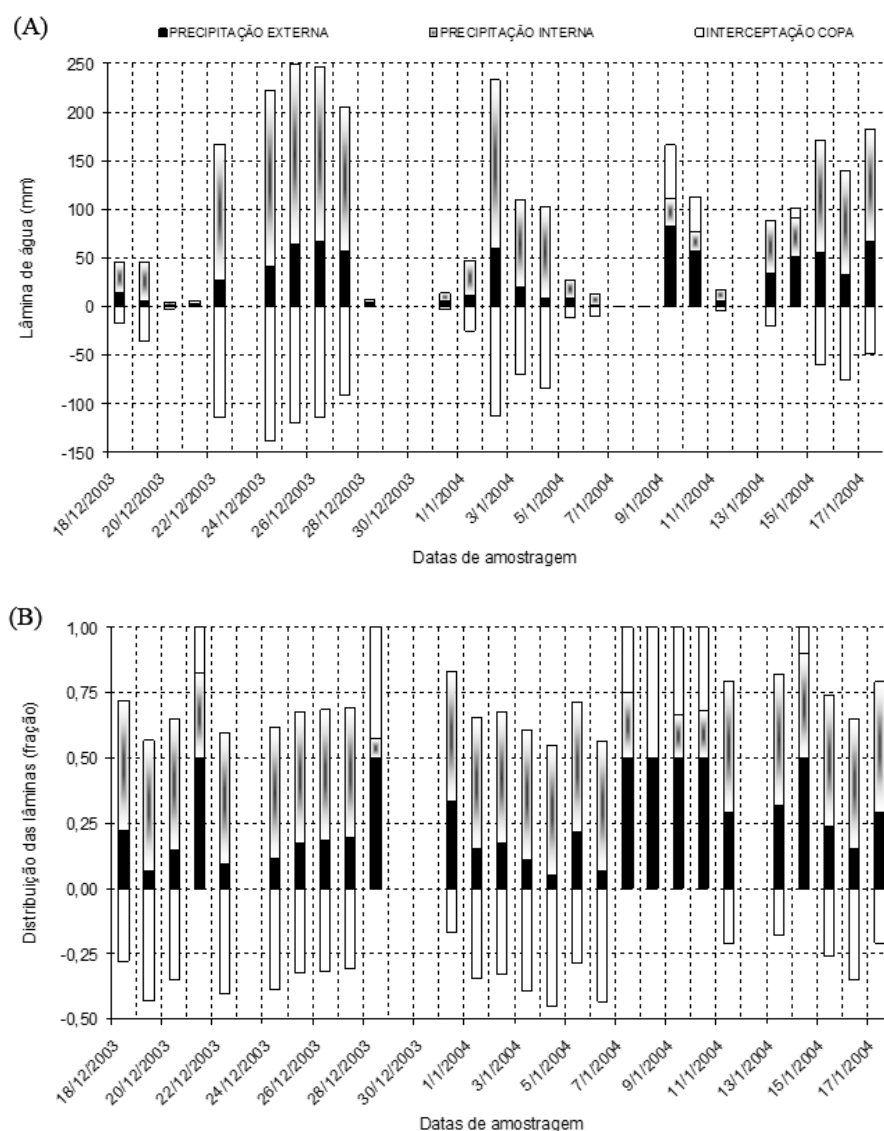 (A)
PRECIPITAÇÃO EXTERNA PRECIPITAÇÃO INTERNA INTERCEPTAÇÃO COPA
Lâmina de água (mm)
250
200
150
100
50
0
-50
-100
-150
18/12/2003 20/12/2003 22/12/2003 24/12/2003 26/12/2003 28/12/2003 30/12/2003 1/1/2004 3/1/2004 5/1/2004 7/1/2004 9/1/2004 11/1/2004 13/1/2004 15/1/2004 17/1/2004
Datas de amostragem
(B)
Distribuição das lâminas (fração)
1,00
0,75
0,50
0,25
0,00
-0,25
-0,50
18/12/2003 20/12/2003 22/12/2003 24/12/2003 26/12/2003 28/12/2003 30/12/2003 1/1/2004 3/1/2004 5/1/2004 7/1/2004 9/1/2004 11/1/2004 13/1/2004 15/1/2004 17/1/2004
Datas de amostragem